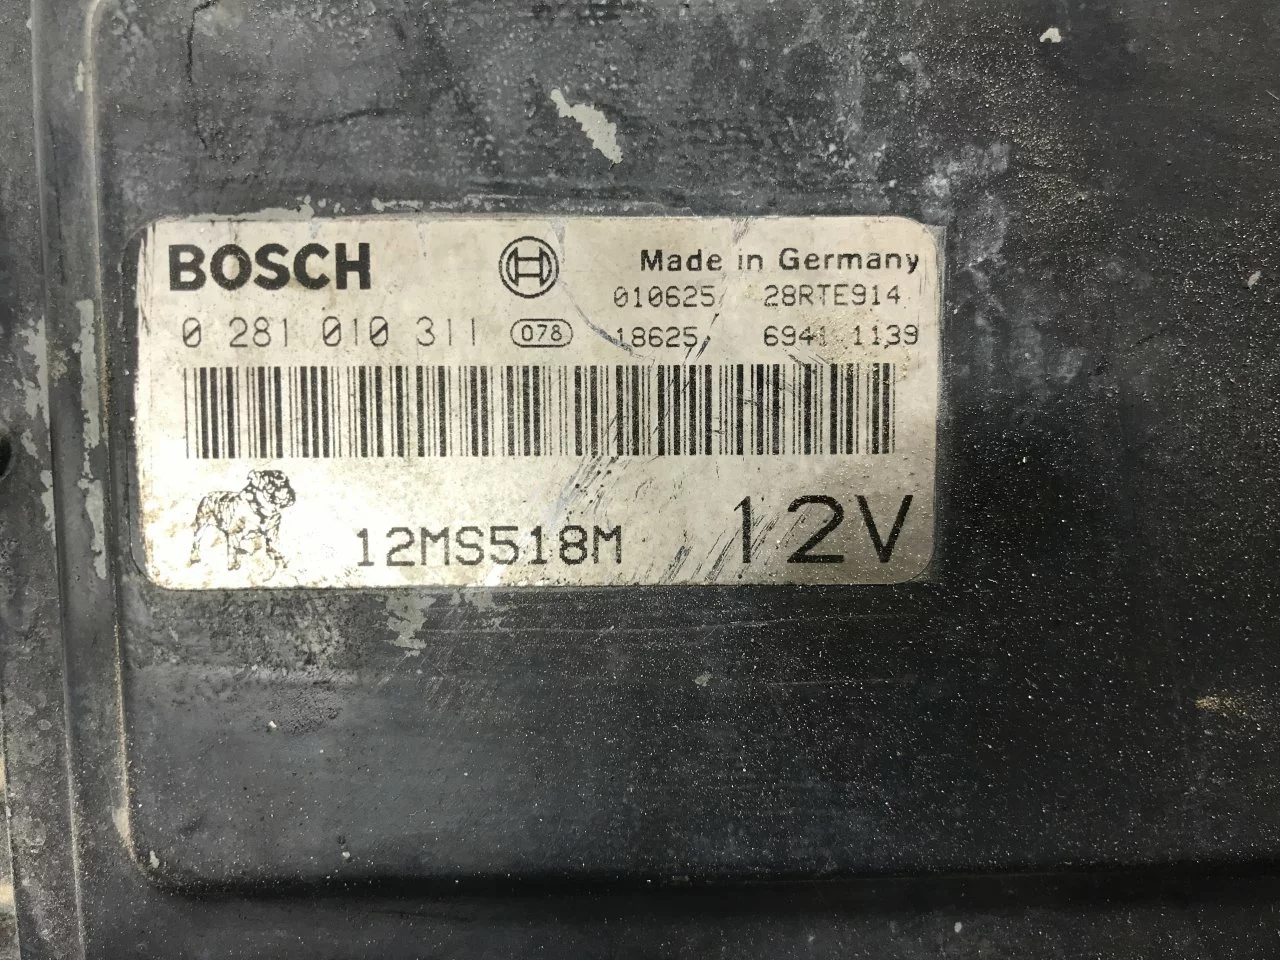 BOSCH
Made in Germany
010625 28RTE914
0 281 010 311 078 18625 6941 1139
12MS518M 12V